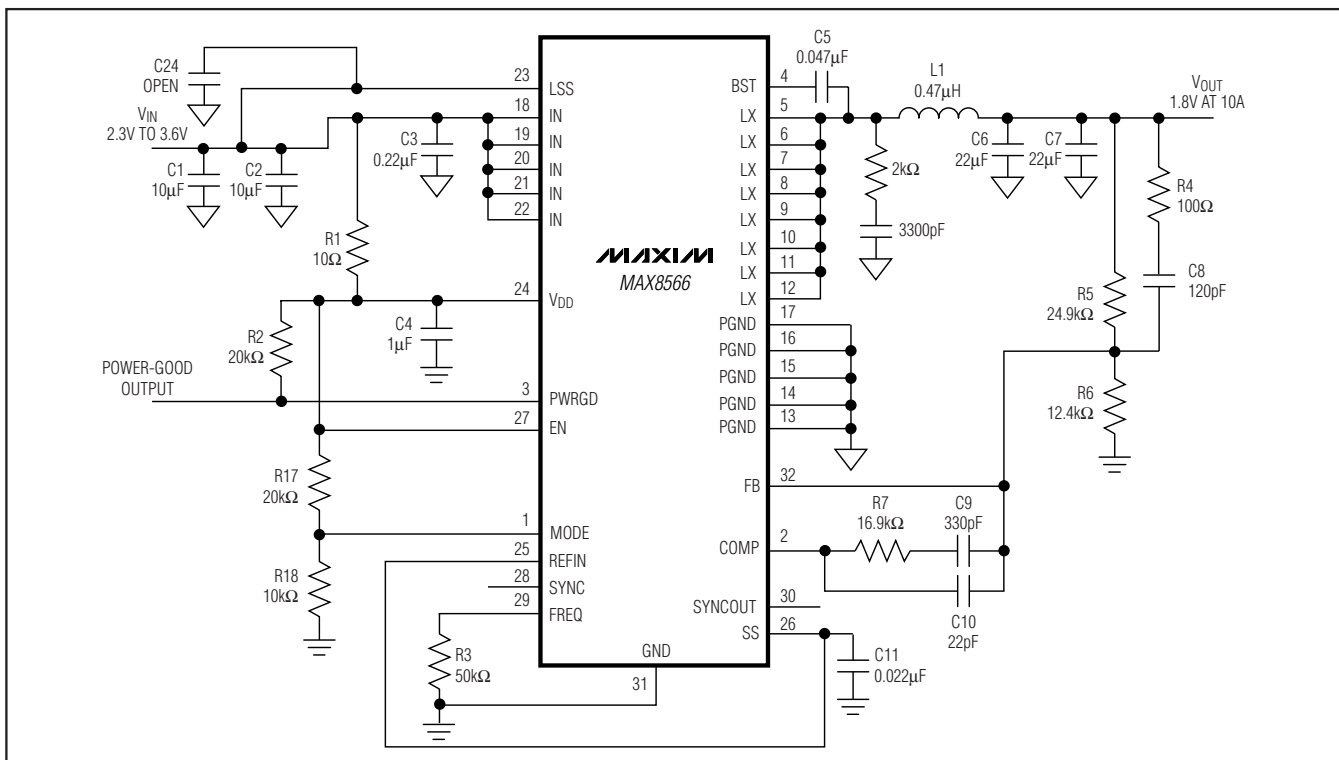 C24
OPEN
VIN
2.3V TO 3.6V
C1
10µF
C2
10µF
C3
0.22µF
R1
10Ω
R2
20kΩ
C4
1µF
POWER-GOOD
OUTPUT
R17
20kΩ
R18
10kΩ
R3
50kΩ
23
LSS
18
IN
19
IN
20
IN
21
IN
22
IN
24
VDD
3
PWRGD
27
EN
1
MODE
25
REFIN
28
SYNC
29
FREQ
GND
31
MAXIM
MAX8566
BST
4
LX
5
LX
6
LX
7
LX
8
LX
9
LX
10
LX
11
LX
12
PGND
17
PGND
16
PGND
15
PGND
14
PGND
13
FB
32
COMP
2
SYNCOUT
30
SS
26
C5
0.047µF
L1
0.47µH
VOUT
1.8V AT 10A
2kΩ
3300pF
C6
22µF
C7
22µF
R4
100Ω
C8
120pF
R5
24.9kΩ
R6
12.4kΩ
R7
16.9kΩ
C9
330pF
C10
22pF
C11
0.022µF